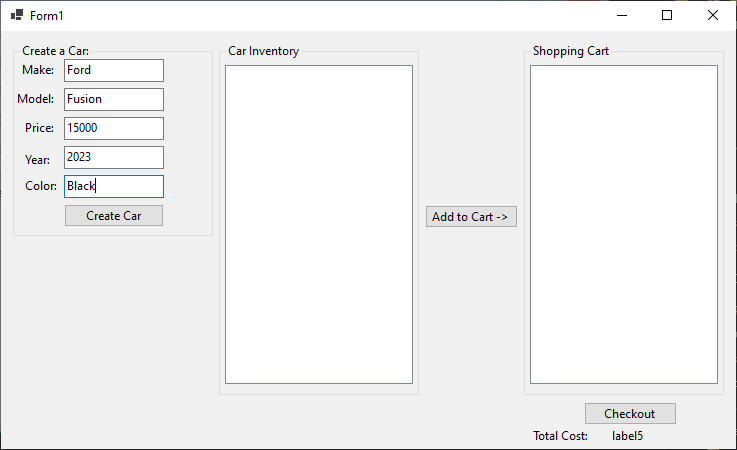 Form1
Create a Car:
Make: Ford
Model: Fusion
Price: 15000
Year: 2023
Color: Black
Create Car
Car Inventory
Add to Cart ->
Shopping Cart
Checkout
Total Cost: label5